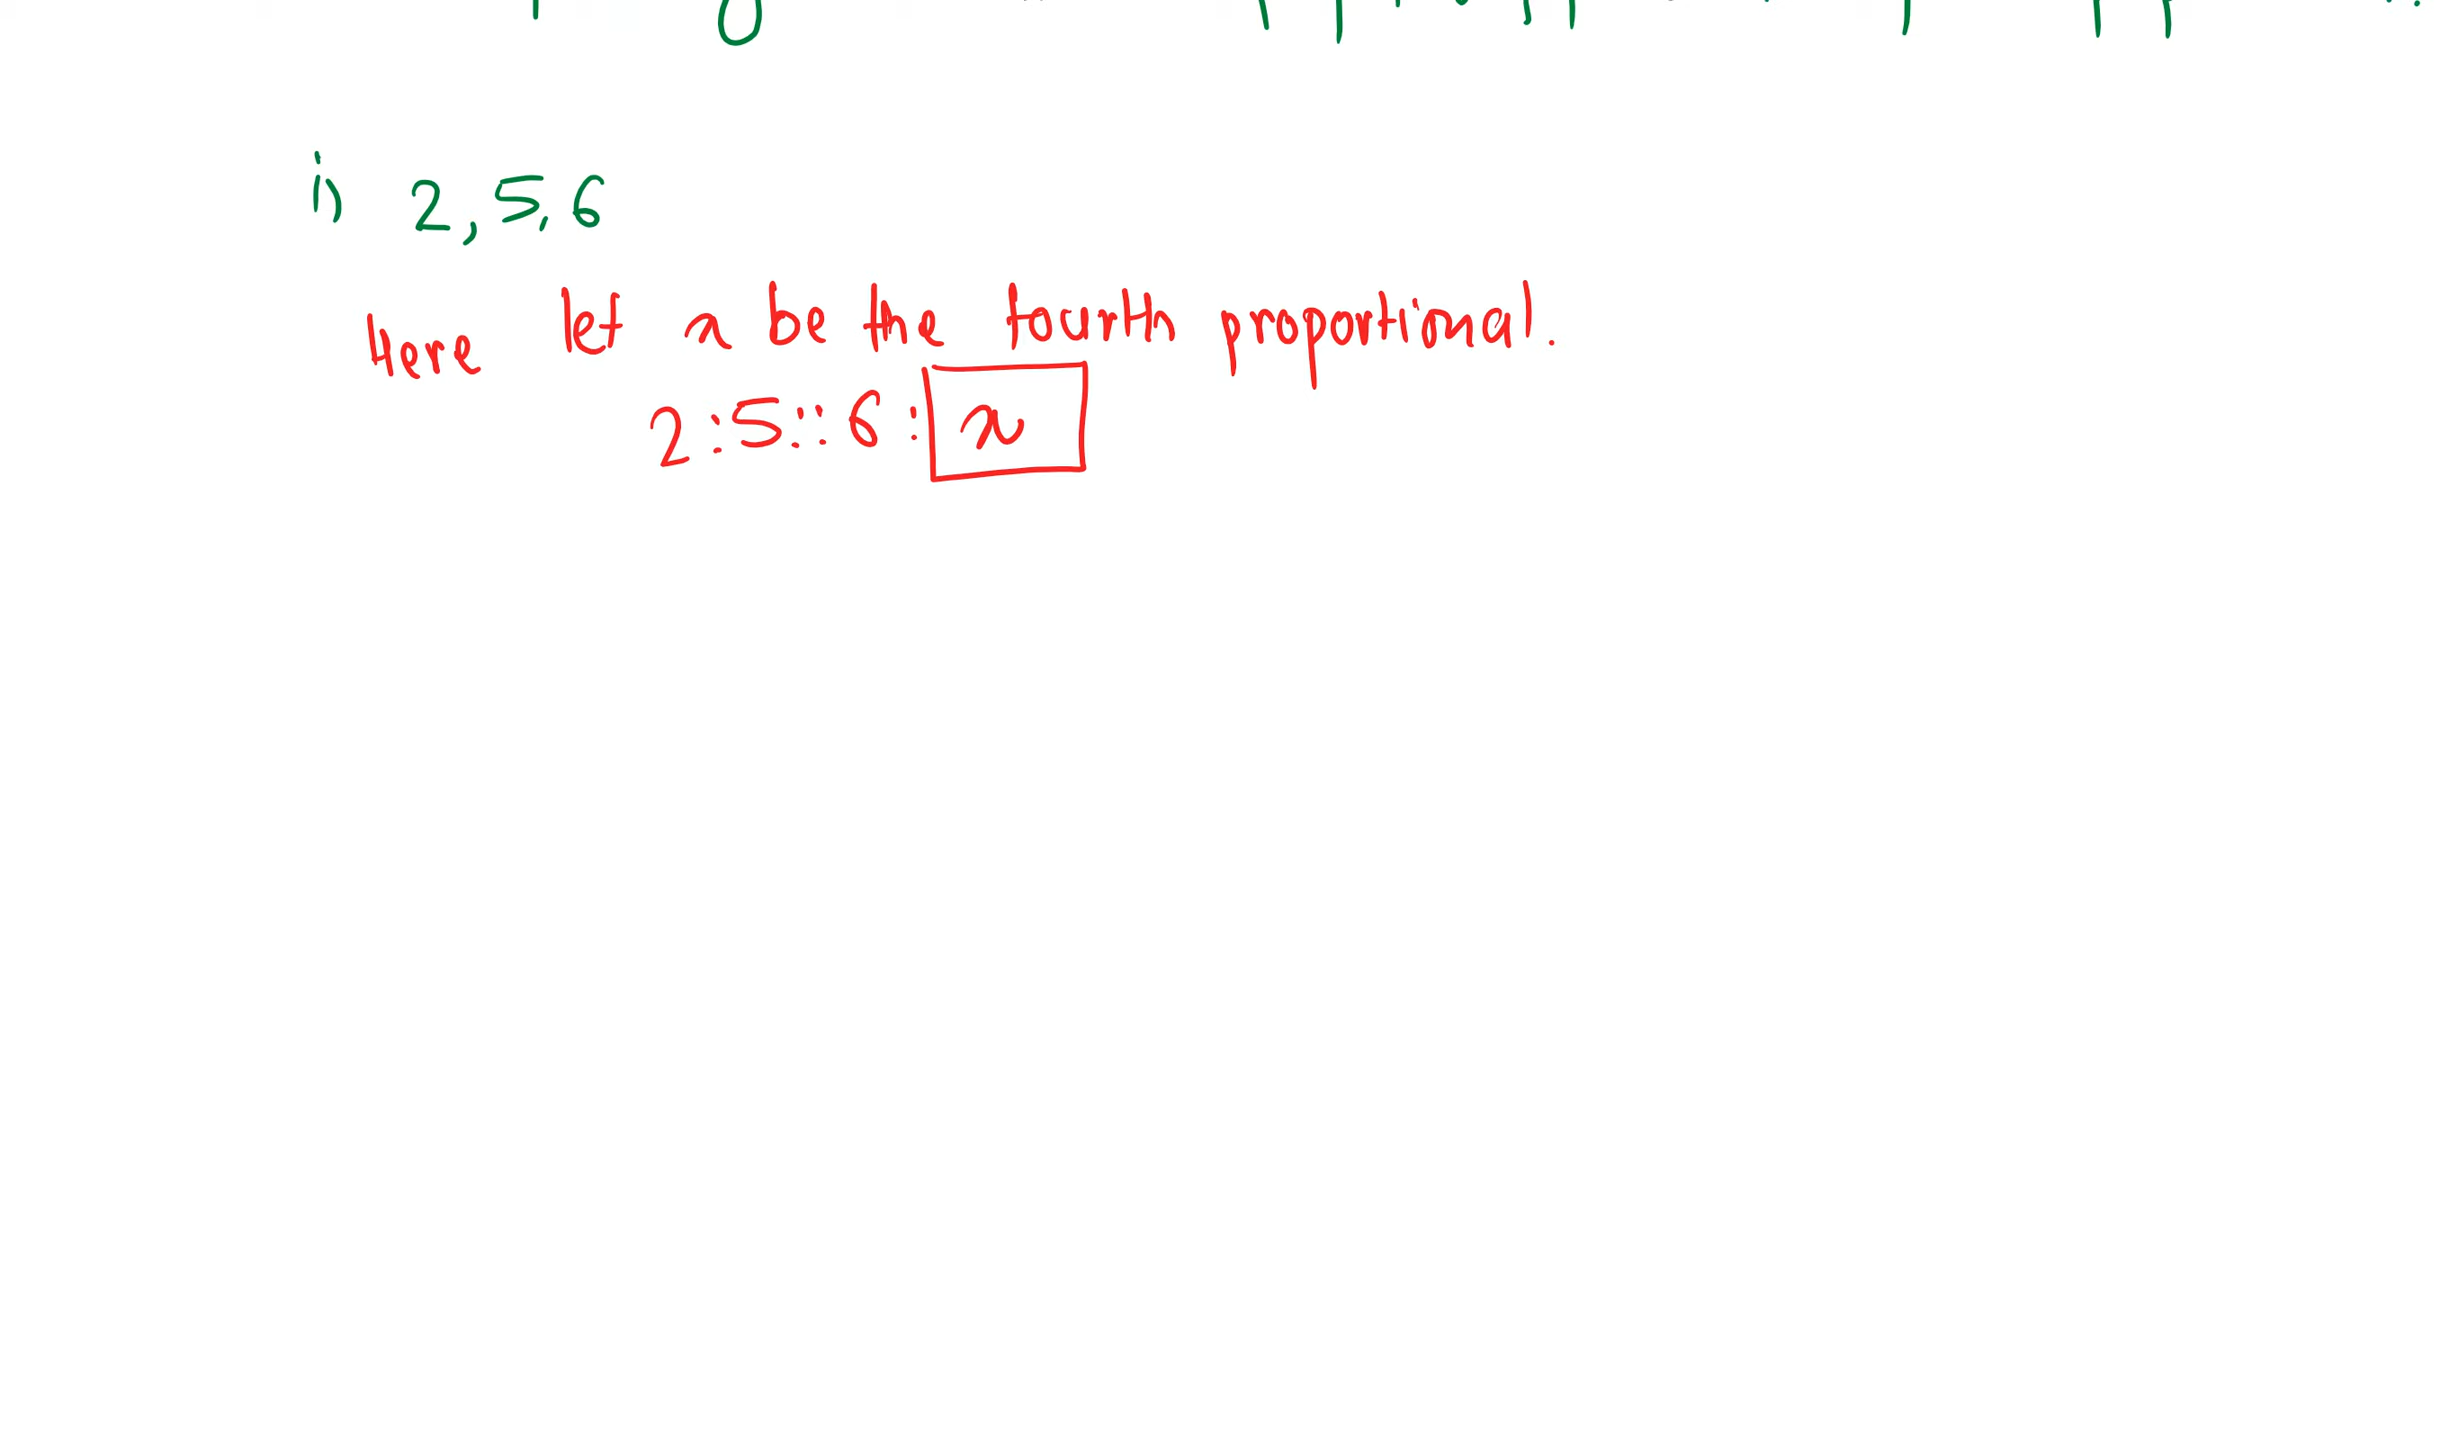 i) 2, 5, 6
Here let x be the fourth proportional.
2:5::6:x